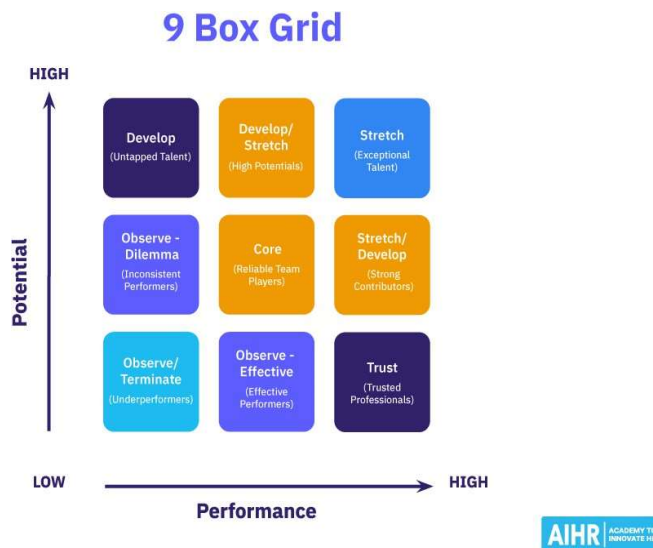 9 Box Grid
HIGH
Develop
(Untapped Talent)
Develop/
Stretch
(High Potentials)
Stretch
(Exceptional
Talent)
Observe -
Dilemma
(Inconsistent
Performers)
Core
(Reliable Team
Players)
Stretch/
Develop
(Strong
Contributors)
Observe/
Terminate
(Underperformers)
Observe -
Effective
(Effective
Performers)
Trust
(Trusted
Professionals)
Potential
LOW
HIGH
Performance
AIHR
ACADEMY
INNOVATE